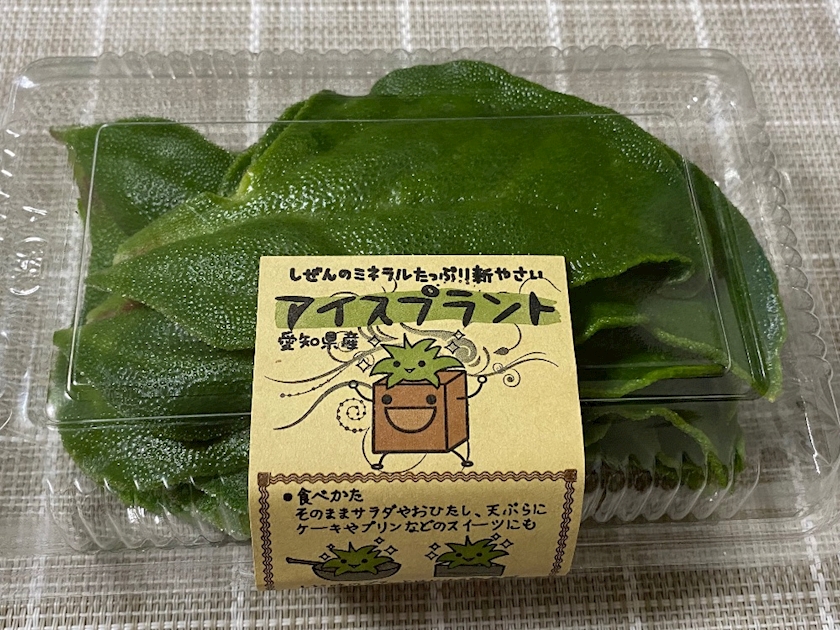 しぜんのミネラルたっぷり!新やさい
アイスプラント
愛知県産
●食べかた
そのままサラダやおひたし、天ぷらに
ケーキやプリンなどのスイーツにも